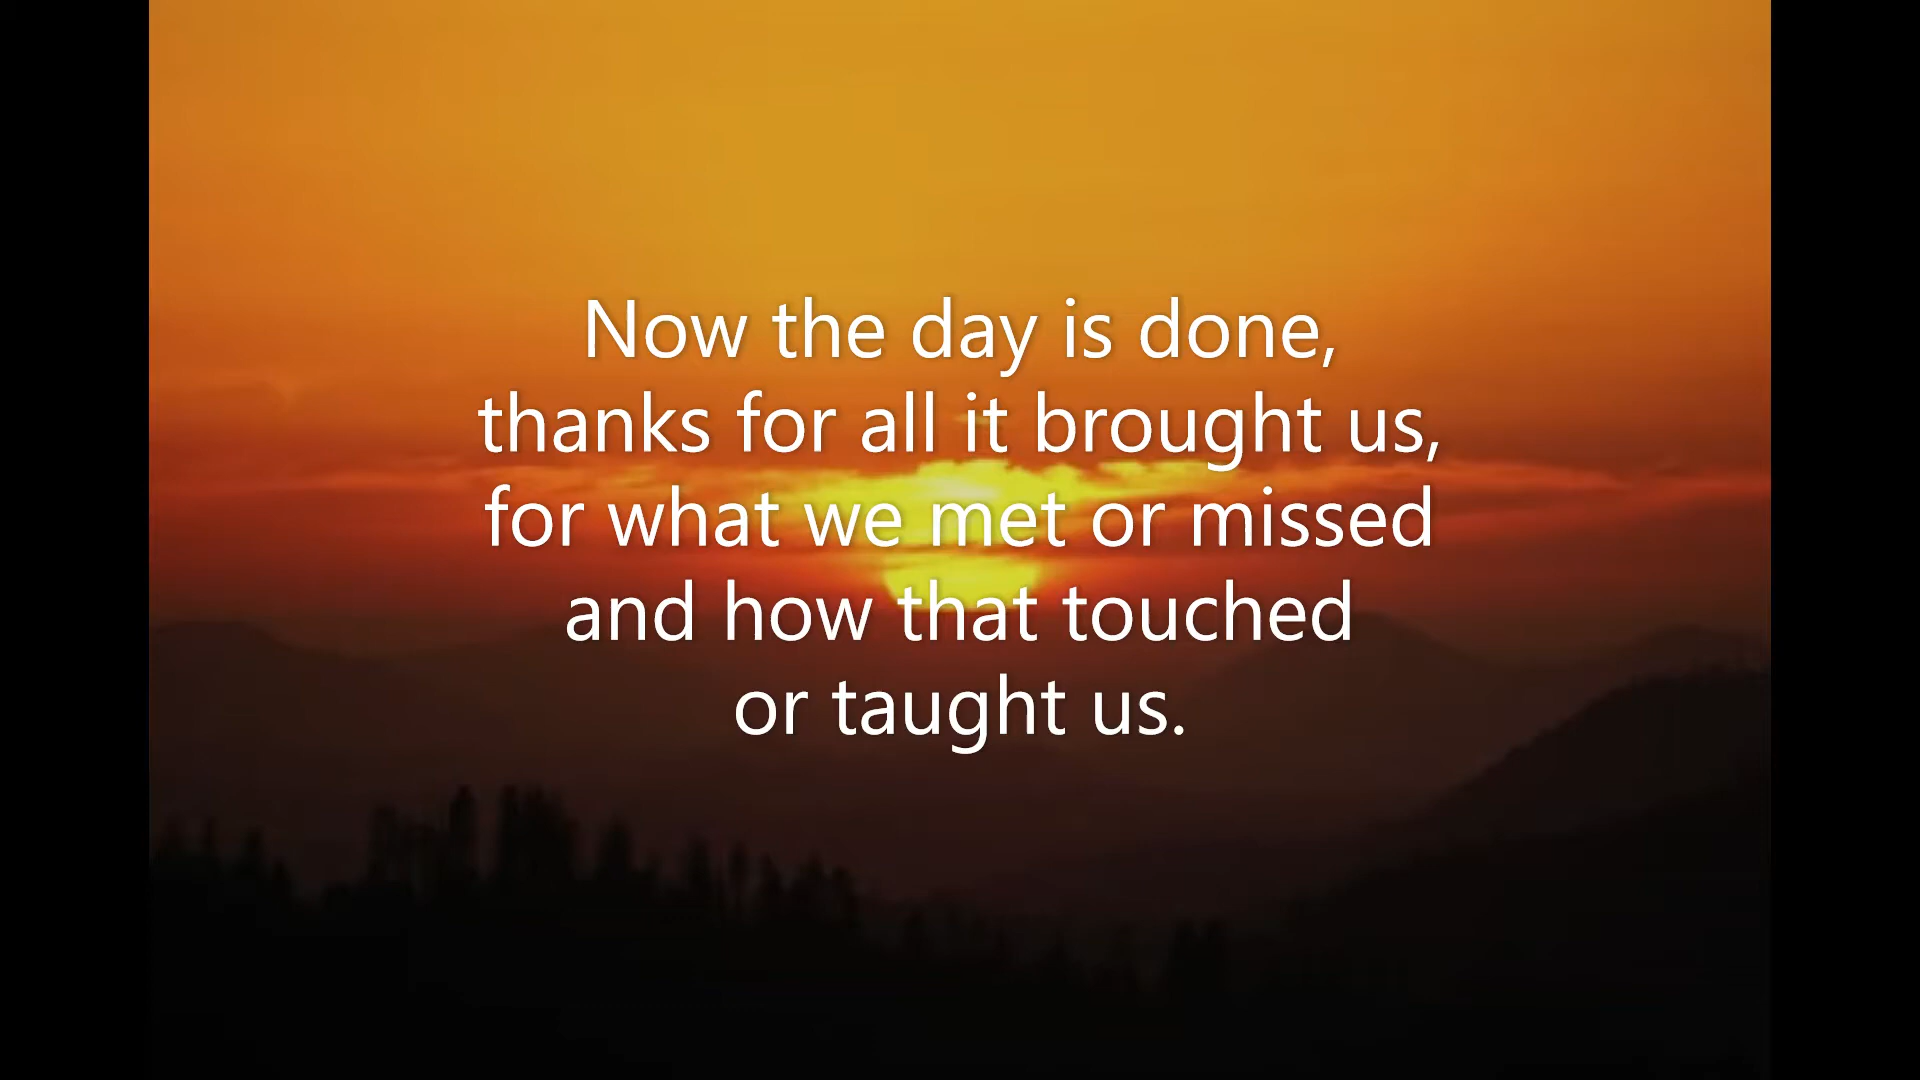 Now the day is done,
thanks for all it brought us,
for what we met or missed
and how that touched
or taught us.